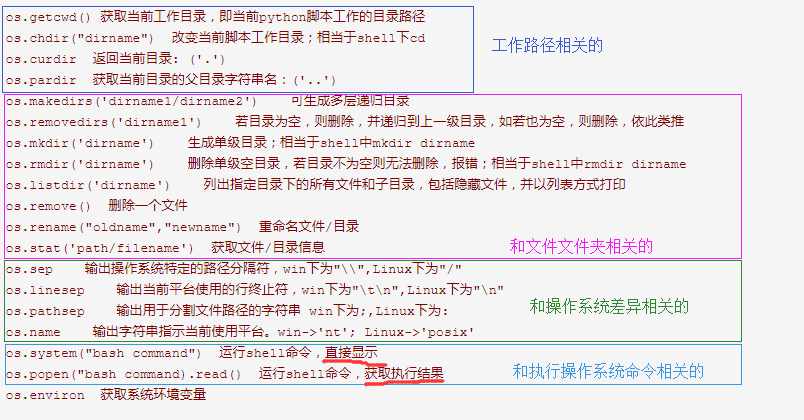 os.getcwd() 获取当前工作目录，即当前python脚本工作的目录路径
os.chdir("dirname")  改变当前脚本工作目录；相当于shell下cd
工作路径相关的
os.curdir  返回当前目录: ('.')
os.pardir  获取当前目录的父目录字符串名：('..')
os.makedirs('dirname1/dirname2')    可生成多层递归目录
os.removedirs('dirname1')    若目录为空，则删除，并递归到上一级目录，如若也为空，则删除，依此类推
os.mkdir('dirname')    生成单级目录；相当于shell中mkdir dirname
os.rmdir('dirname')    删除单级空目录，若目录不为空则无法删除，报错；相当于shell中rmdir dirname
os.listdir('dirname')    列出指定目录下的所有文件和子目录，包括隐藏文件，并以列表方式打印
os.remove()  删除一个文件
os.rename("oldname","newname")  重命名文件/目录
os.stat('path/filename')  获取文件/目录信息
和文件文件夹相关的
os.sep    输出操作系统特定的路径分隔符，win下为"\\",Linux下为"/"
os.linesep    输出当前平台使用的行终止符，win下为"\t\n",Linux下为"\n"
os.pathsep    输出用于分割文件路径的字符串 win下为;,Linux下为:
和操作系统差异相关的
os.name    输出字符串指示当前使用平台。win->'nt'; Linux->'posix'
os.system("bash command")  运行shell命令，直接显示
os.popen("bash command).read()  运行shell命令，获取执行结果
和执行操作系统命令相关的
os.environ  获取系统环境变量